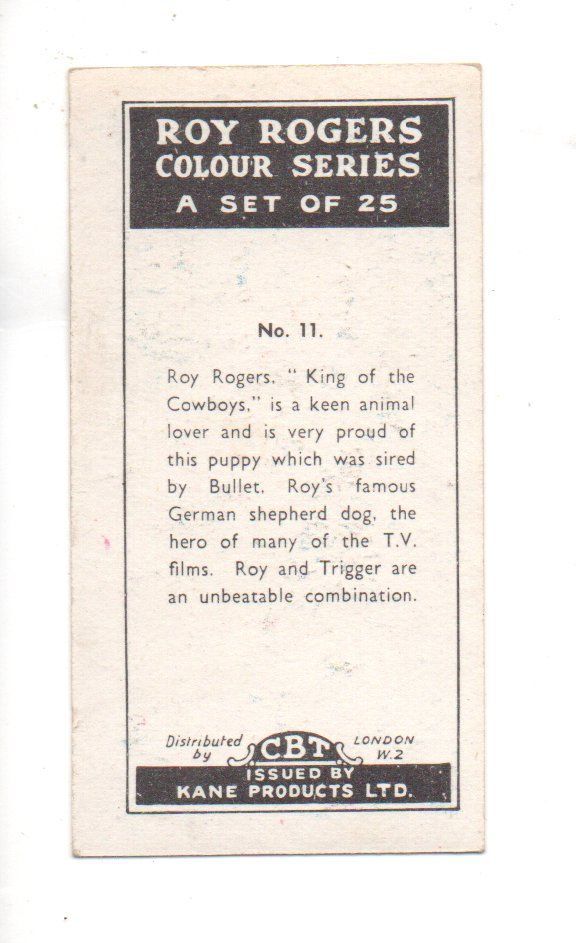 ROY ROGERS
COLOUR SERIES
A SET OF 25
No. 11.
Roy Rogers, " King of the
Cowboys," is a keen animal
lover and is very proud of
this puppy which was sired
by Bullet, Roy's famous
German shepherd dog, the
hero of many of the T.V.
films. Roy and Trigger are
an unbeatable combination.
Distributed by CBT LONDON W.2
ISSUED BY
KANE PRODUCTS LTD.